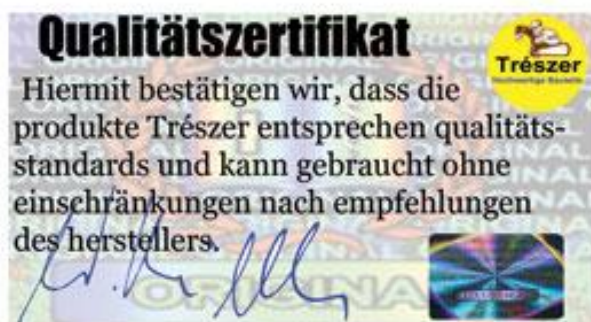 Qualitätszertifikat
Trészer
Hiermit bestätigen wir, dass die
produkte Trészer entsprechen qualitäts-
standards und kann gebraucht ohne
einschränkungen nach empfehlungen
des herstellers.
ORIGINAL